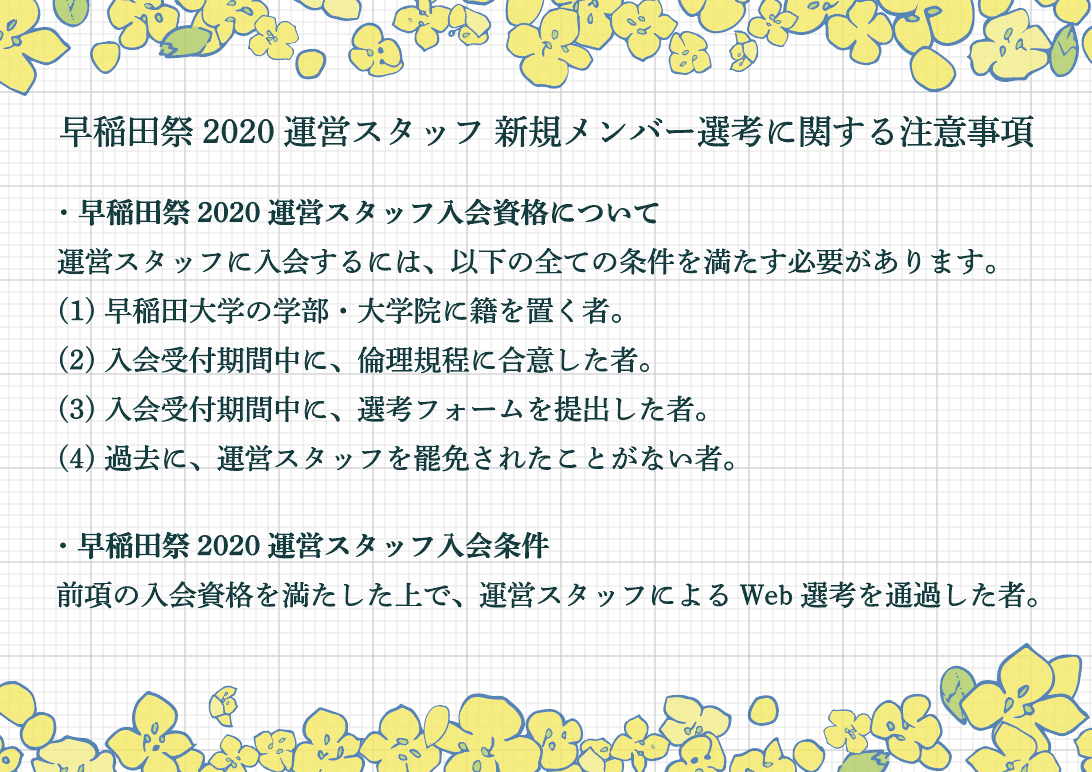 早稲田祭 2020 運営スタッフ 新規メンバー選考に関する注意事項
・早稲田祭 2020 運営スタッフ入会資格について
運営スタッフに入会するには、以下の全ての条件を満たす必要があります。
(1) 早稲田大学の学部・大学院に籍を置く者。
(2) 入会受付期間中に、倫理規程に合意した者。
(3) 入会受付期間中に、選考フォームを提出した者。
(4) 過去に、運営スタッフを罷免されたことがない者。
・早稲田祭 2020 運営スタッフ入会条件
前項の入会資格を満たした上で、運営スタッフによる Web 選考を通過した者。